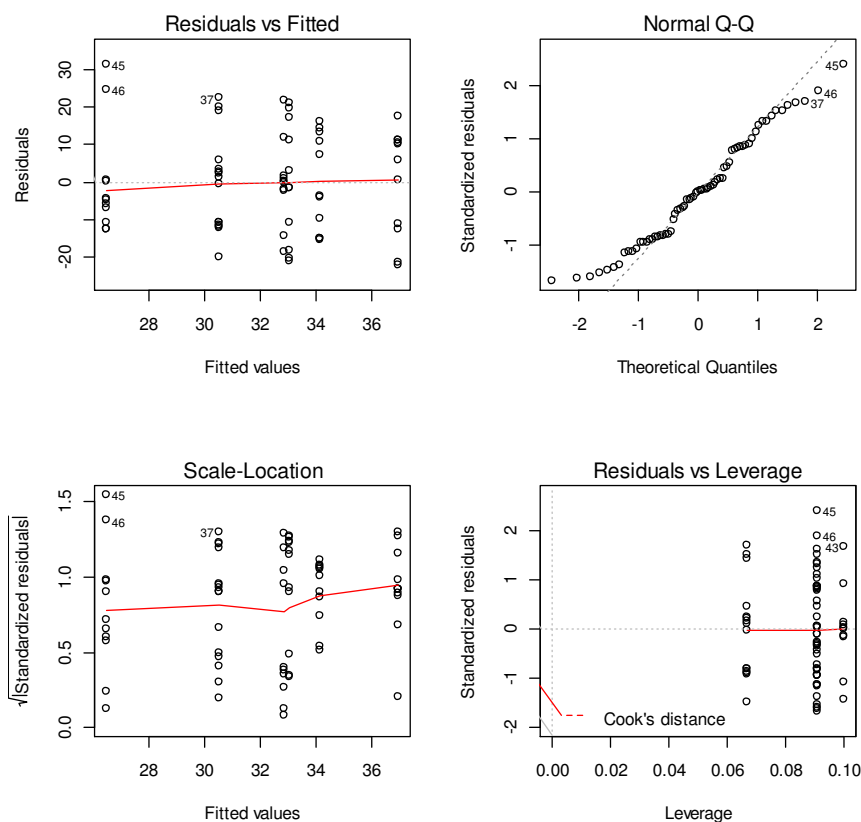 Residuals vs Fitted
Residuals
30
20
10
0
-20
45
46
37
28 30 32 34 36
Fitted values
Normal Q-Q
Standardized residuals
2
1
0
-1
45
46
37
-2 -1 0 1 2
Theoretical Quantiles
Scale-Location
√|Standardized residuals|
1.5
1.0
0.5
0.0
45
46
37
28 30 32 34 36
Fitted values
Residuals vs Leverage
Standardized residuals
2
1
0
-1
-2
45
46
43
Cook's distance
0.00 0.02 0.04 0.06 0.08 0.10
Leverage